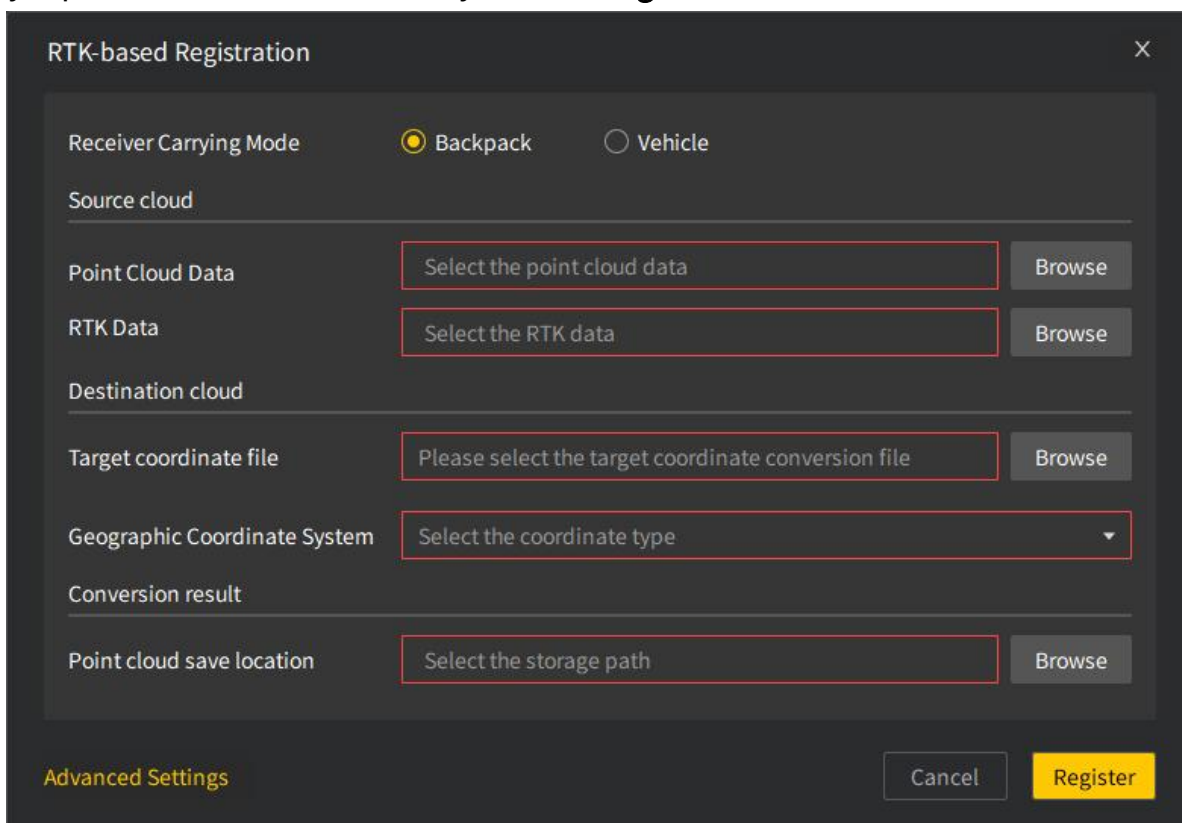 RTK-based Registration X
Receiver Carrying Mode Backpack Vehicle
Source cloud
Point Cloud Data Select the point cloud data Browse
RTK Data Select the RTK data Browse
Destination cloud
Target coordinate file Please select the target coordinate conversion file Browse
Geographic Coordinate System Select the coordinate type
Conversion result
Point cloud save location Select the storage path Browse
Advanced Settings Cancel Register